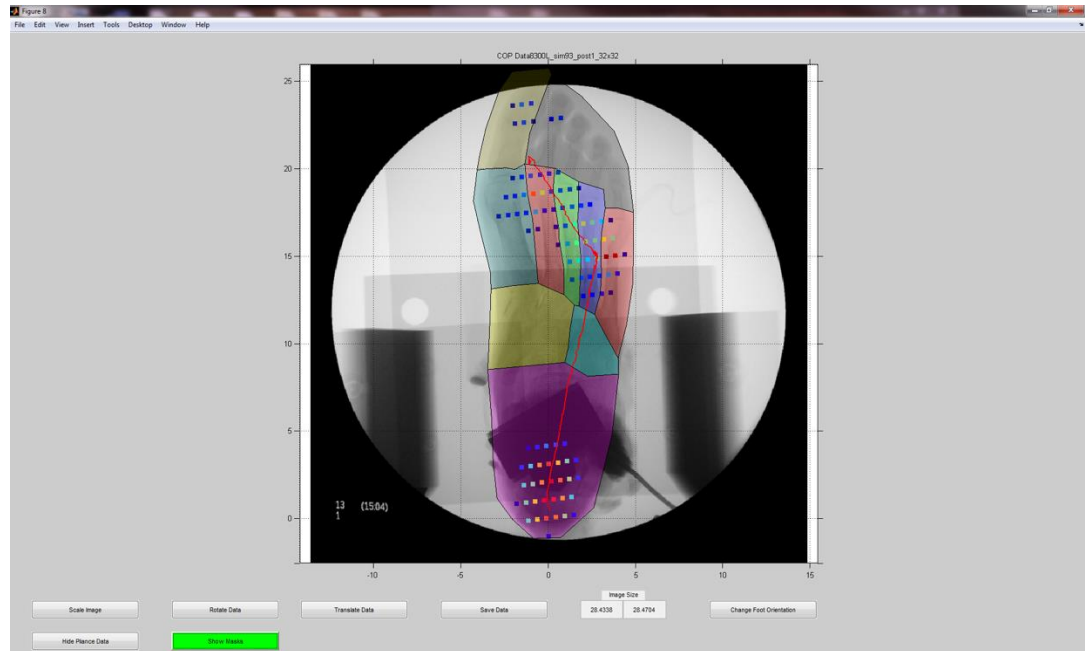 Figure 8
File Edit View Insert Tools Desktop Window Help
COP Data8300L_sim93_post1_32x32
25
20
15
10
5
0
13 (15:04)
1
-10 -5 0 5 10 15
Image Size
Scale Image Rotate Data Translate Data Save Data 28.4338 28.4704 Change Foot Orientation
Hide Pliance Data Show Masks